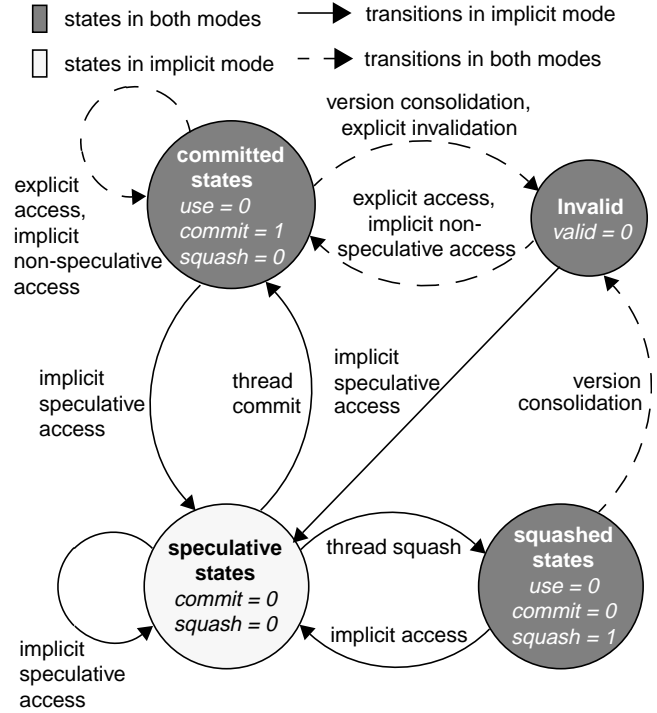 states in both modes
transitions in implicit mode
states in implicit mode
transitions in both modes
version consolidation,
explicit invalidation
committed
states
use = 0
commit = 1
squash = 0
explicit
access,
implicit
non-speculative
access
explicit access,
implicit non-
speculative access
Invalid
valid = 0
implicit
speculative
access
thread
commit
implicit
speculative
access
version
consolidation
speculative
states
commit = 0
squash = 0
thread squash
implicit access
squashed
states
use = 0
commit = 0
squash = 1
implicit
speculative
access